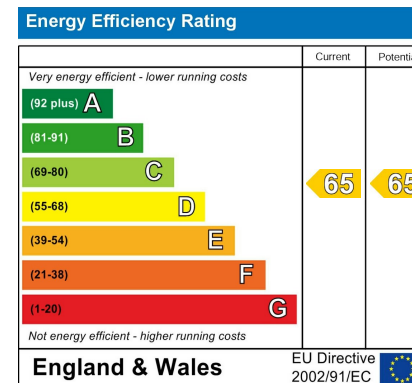 Energy Efficiency Rating
Current Potentia
Very energy efficient - lower running costs
(92 plus) A
(81-91) B
(69-80) C
65 65
(55-68) D
(39-54) E
(21-38) F
(1-20) G
Not energy efficient - higher running costs
England & Wales
EU Directive
2002/91/EC